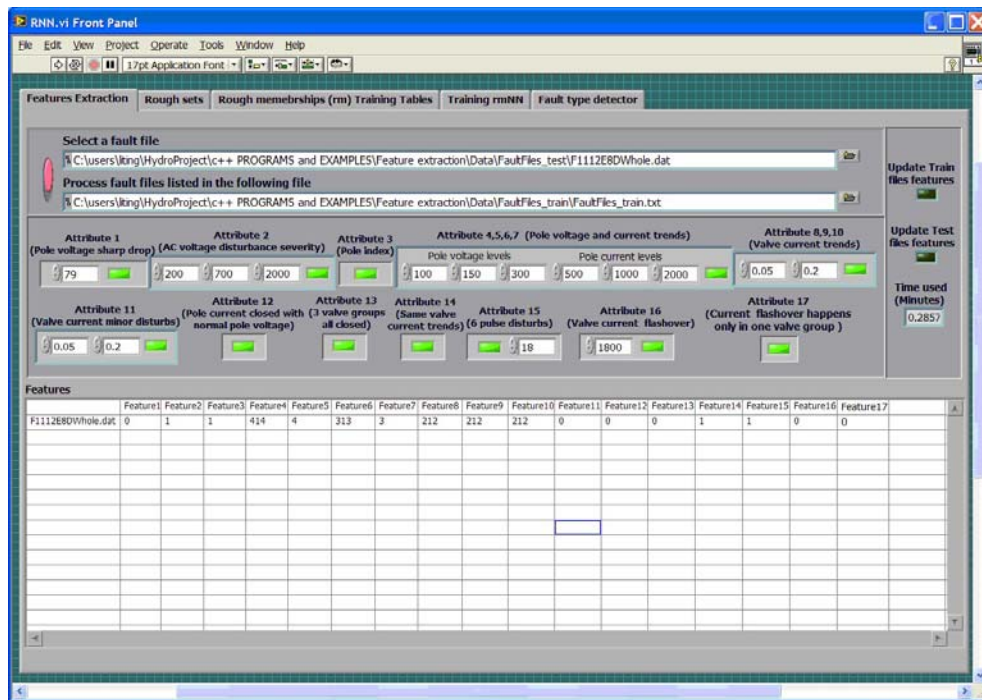 RNN.vi Front Panel
File Edit View Project Operate Tools Window Help
17pt Application Font
Features Extraction Rough sets Rough memebrships (rm) Training Tables Training rmNN Fault type detector
Select a fault file
C:\users\liting\HydroProject\c++ PROGRAMS and EXAMPLES\Feature extraction\Data\FaultFiles_test\F1112E8DWhole.dat
Process fault files listed in the following file
C:\users\liting\HydroProject\c++ PROGRAMS and EXAMPLES\Feature extraction\Data\FaultFiles_train\FaultFiles_train.txt
Update Train
files features
Update Test
files features
Time used
(Minutes)
0.2857
Attribute 1
(Pole voltage sharp drop)
79
Attribute 2
(AC voltage disturbance severity)
200 700 2000
Attribute 3
(Pole index)
Attribute 4,5,6,7 (Pole voltage and current trends)
Pole voltage levels Pole current levels
100 150 300 500 1000 2000
Attribute 8,9,10
(Valve current trends)
0.05 0.2
Attribute 11
(Valve current minor disturbs)
0.05 0.2
Attribute 12
(Pole current closed with
normal pole voltage)
Attribute 13
(3 valve groups
all closed)
Attribute 14
(Same valve
current trends)
Attribute 15
(6 pulse disturbs)
18
Attribute 16
(Valve current flashover)
1800
Attribute 17
(Current flashover happens
only in one valve group )
Features
Feature1 Feature2 Feature3 Feature4 Feature5 Feature6 Feature7 Feature8 Feature9 Feature10 Feature11 Feature12 Feature13 Feature14 Feature15 Feature16 Feature17
F1112E8DWhole.dat 0 1 1 414 4 313 3 212 212 212 0 0 0 1 1 0 0